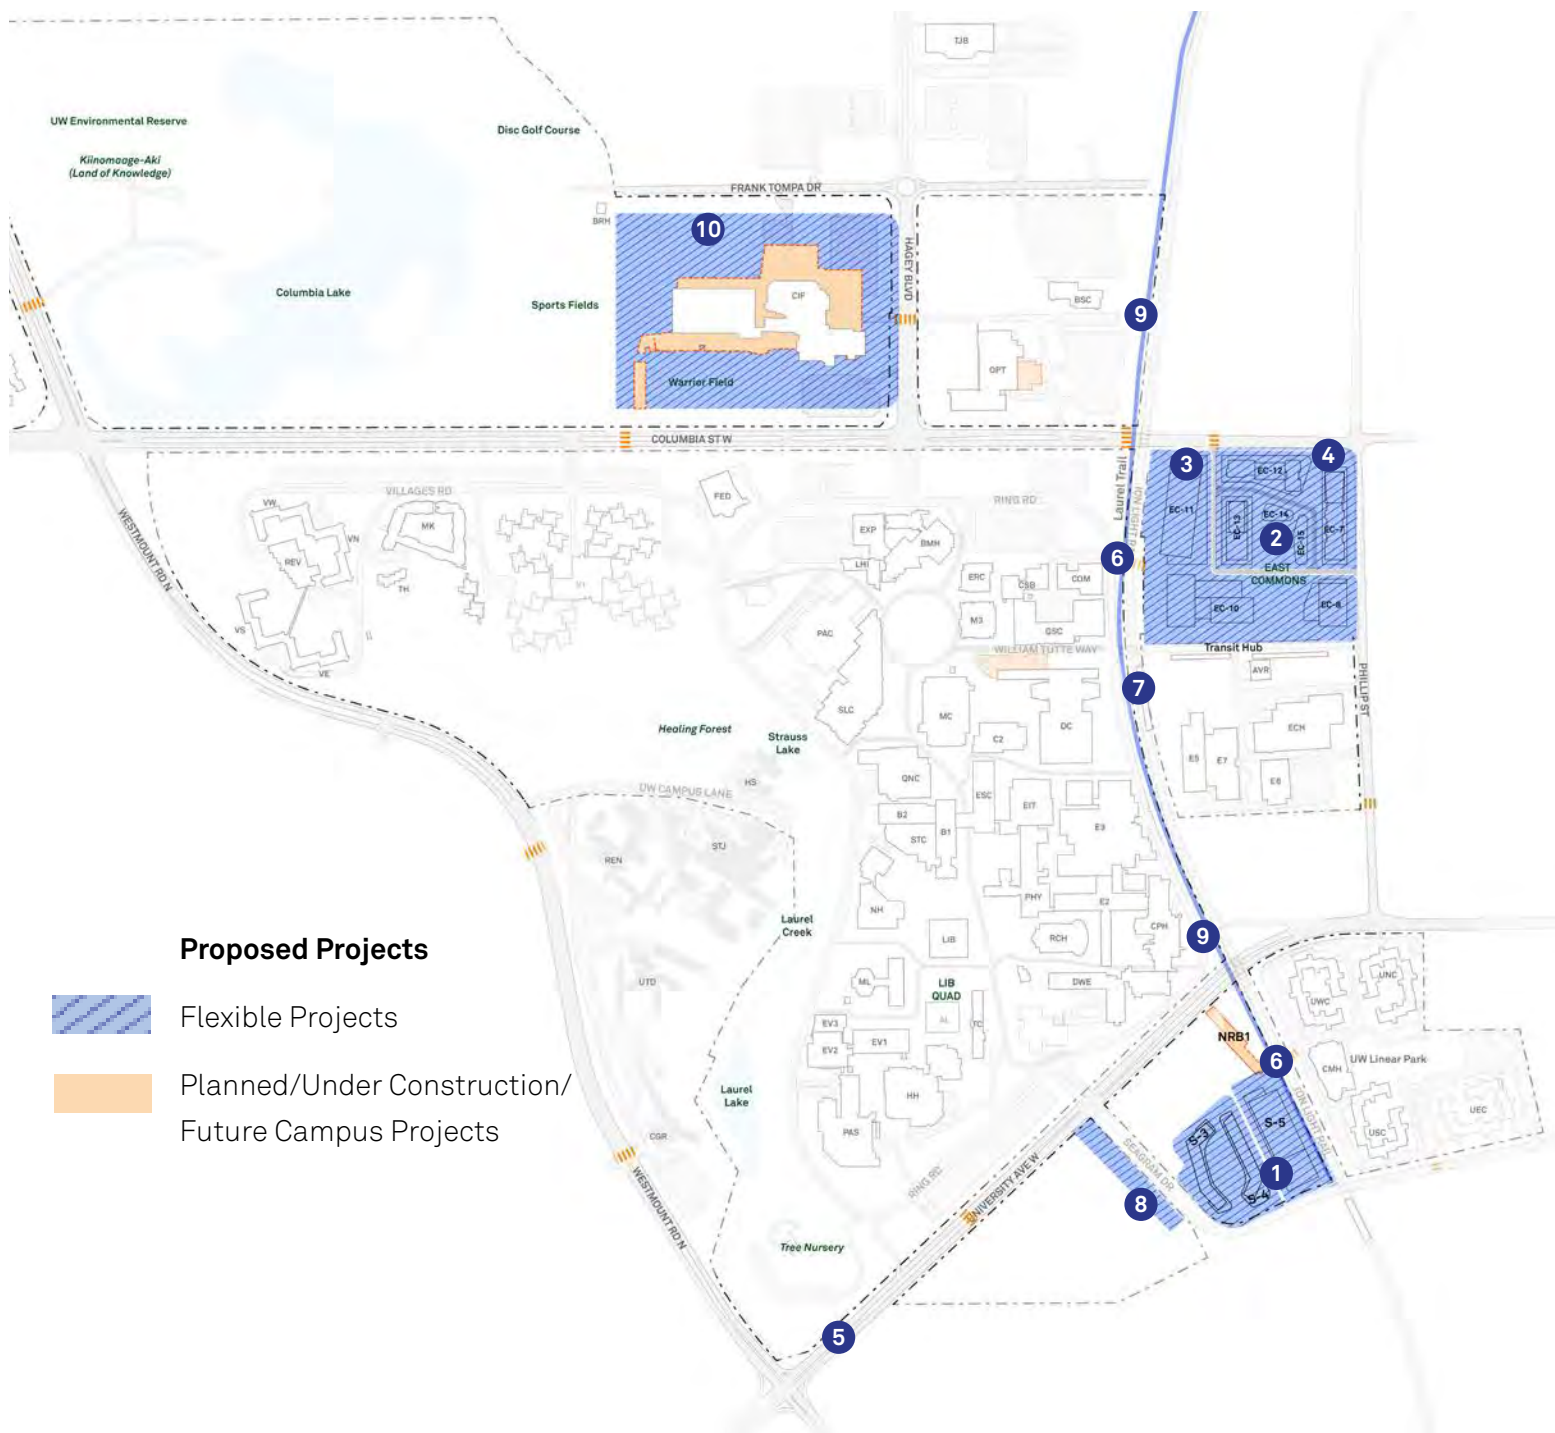 TJB
UW Environmental Reserve
Kiinomaage-Aki
(Land of Knowledge)
Disc Golf Course
FRANK TOMPA DR
BRH
10
HAGEY BLVD
Columbia Lake
Sports Fields
CIF
BSC
9
OPT
Warrior Field
COLUMBIA ST W
Laurel Trail
3
4
EC-12
EC-11
EC-14
EC-13
EC-15
EC-7
2
EAST
COMMONS
EC-10
EC-8
Transit Hub
VILLAGES RD
RING RD
FED
VW
MK
VN
REV
TH
V1
VS
VE
WESTMOUNT RD N
EXP
BMH
LHI
ERC
CSB
COM
6
M3
GSC
PAC
WILLIAM TUTTE WAY
AVR
PHILLIP ST
7
SLC
MC
DC
C2
ECH
E5
E7
E6
Healing Forest
Strauss
Lake
HS
UW CAMPUS LANE
QNC
ESC
EIT
E3
B2
B1
STC
REN
STJ
NH
PHY
E2
CPH
Laurel
Creek
LIB
RCH
9
Proposed Projects
Flexible Projects
Planned/Under Construction/
Future Campus Projects
UTD
ML
LIB
QUAD
DWE
AL
TC
EV3
EV2
EV1
UWC
UNC
NRB1
6
CMH
UW Linear Park
ION LIGHT RAIL
HH
PAS
Laurel
Lake
CGR
USC
UEC
S-3
S-5
S-4
1
SEAGRAM DR
8
RING RD
UNIVERSITY AVE W
WESTMOUNT RD N
Tree Nursery
5